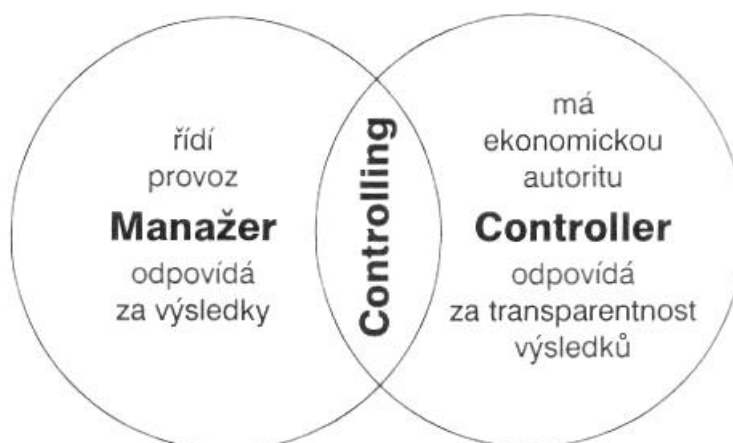 řídí
provoz
Manažer
odpovídá
za výsledky
Controlling
má
ekonomickou
autoritu
Controller
odpovídá
za transparentnost
výsledků